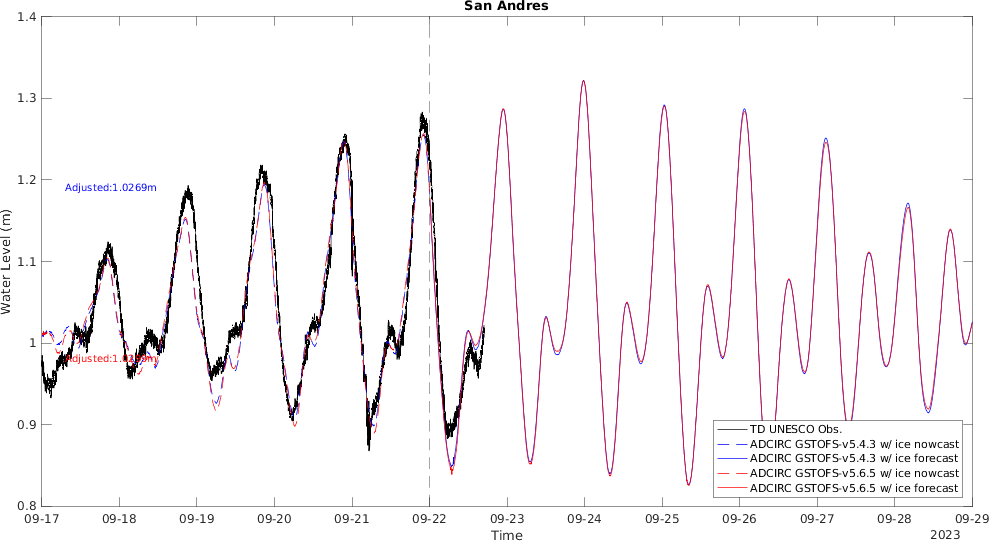 San Andres
1.4
1.3
1.2
1.1
1
0.9
0.8
Water Level (m)
Adjusted:1.0269m
TD UNESCO Obs.
ADCIRC GSTOFS-v5.4.3 w/ ice nowcast
ADCIRC GSTOFS-v5.4.3 w/ ice forecast
ADCIRC GSTOFS-v5.6.5 w/ ice nowcast
ADCIRC GSTOFS-v5.6.5 w/ ice forecast
09-17 09-18 09-19 09-20 09-21 09-22 09-23 09-24 09-25 09-26 09-27 09-28 09-29
Time
2023